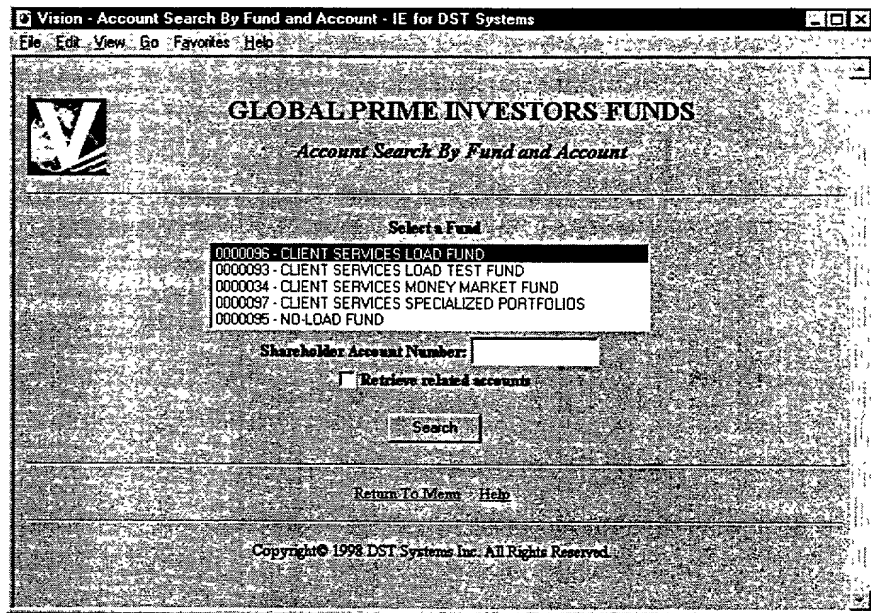 Vision - Account Search By Fund and Account - IE for DST Systems
File Edit View Go Favorites Help
V
GLOBAL PRIME INVESTORS FUNDS
Account Search By Fund and Account
Select a Fund
0000096 - CLIENT SERVICES LOAD FUND
0000093 - CLIENT SERVICES LOAD TEST FUND
0000034 - CLIENT SERVICES MONEY MARKET FUND
0000097 - CLIENT SERVICES SPECIALIZED PORTFOLIOS
0000095 - NO-LOAD FUND
Shareholder Account Number:
Retrieve related accounts
Search
Return To Menu Help
Copyright© 1998 DST Systems Inc. All Rights Reserved.